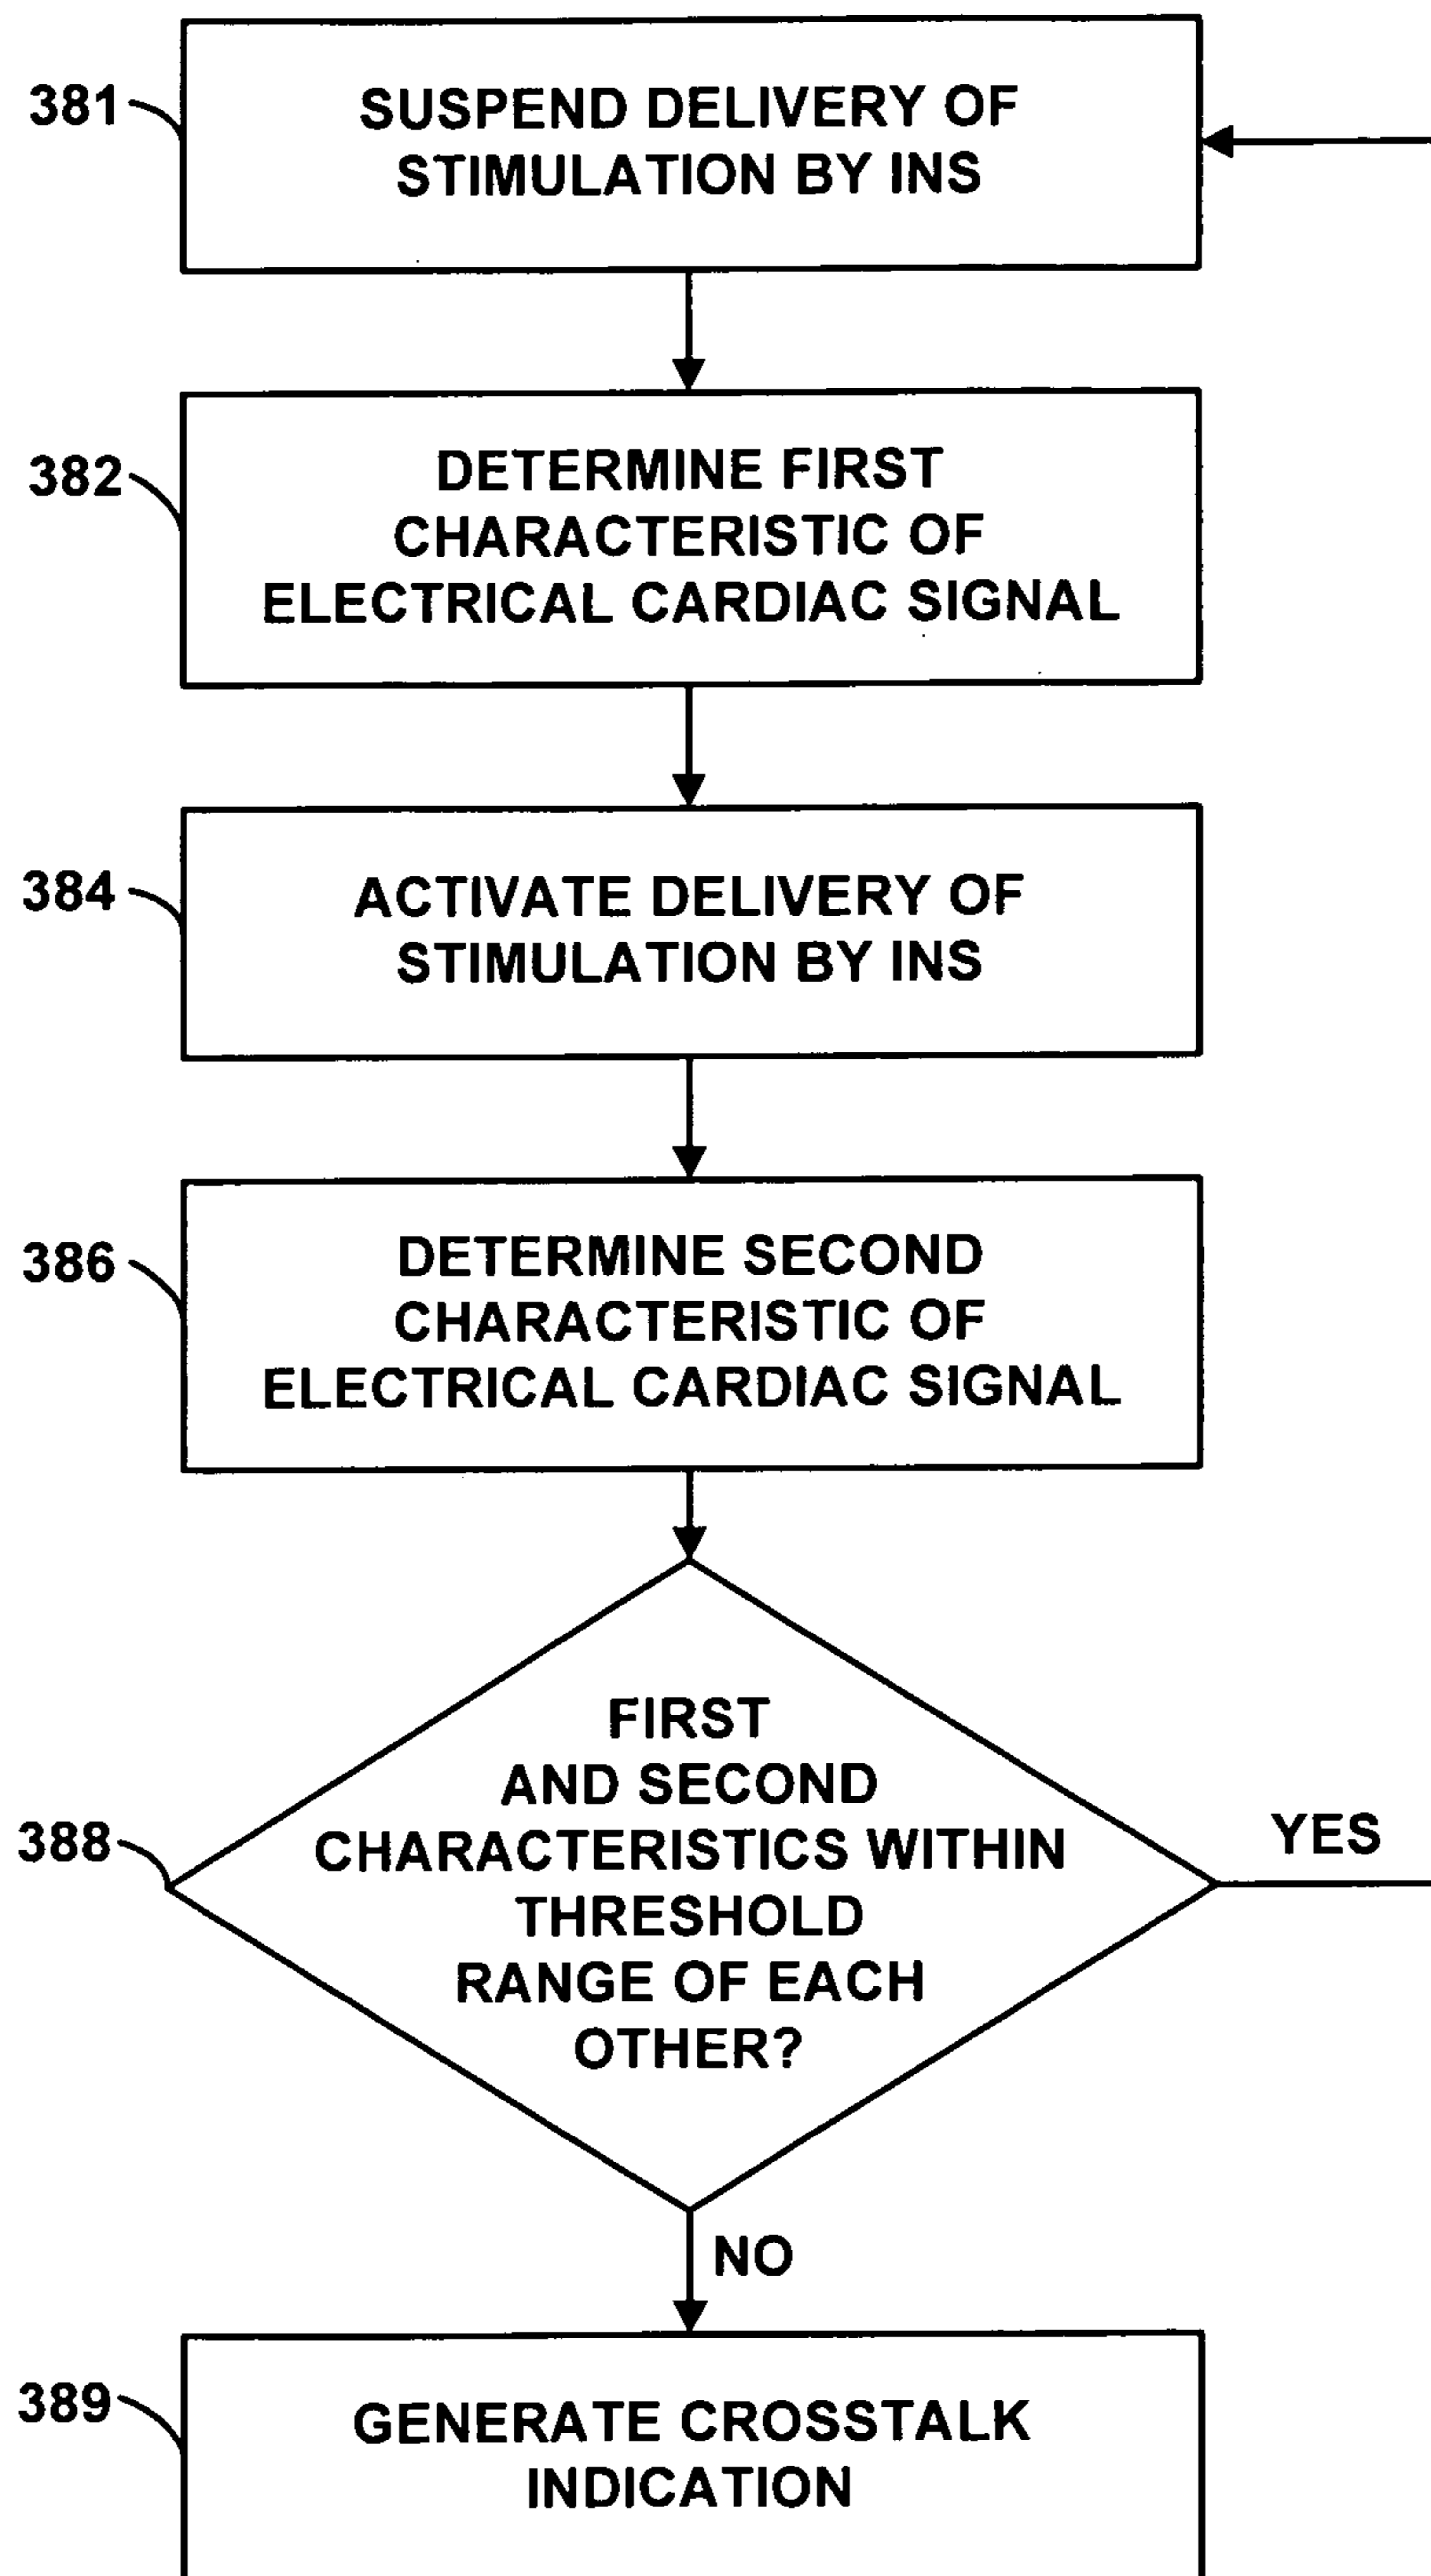 381
SUSPEND DELIVERY OF
STIMULATION BY INS
382
DETERMINE FIRST
CHARACTERISTIC OF
ELECTRICAL CARDIAC SIGNAL
384
ACTIVATE DELIVERY OF
STIMULATION BY INS
386
DETERMINE SECOND
CHARACTERISTIC OF
ELECTRICAL CARDIAC SIGNAL
388
FIRST
AND SECOND
CHARACTERISTICS WITHIN
THRESHOLD
RANGE OF EACH
OTHER?
YES
NO
389
GENERATE CROSSTALK
INDICATION